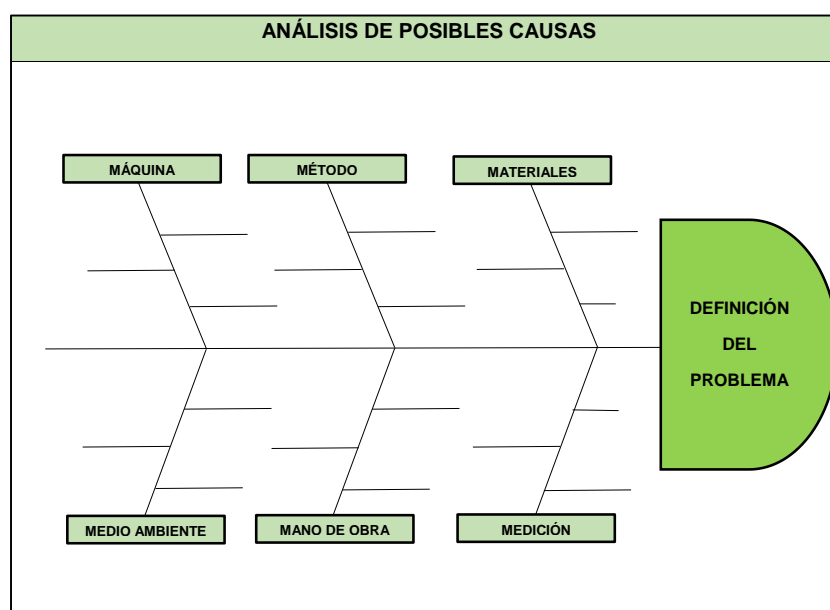 ANÁLISIS DE POSIBLES CAUSAS
MÁQUINA
MÉTODO
MATERIALES
DEFINICIÓN
DEL
PROBLEMA
MEDIO AMBIENTE
MANO DE OBRA
MEDICIÓN